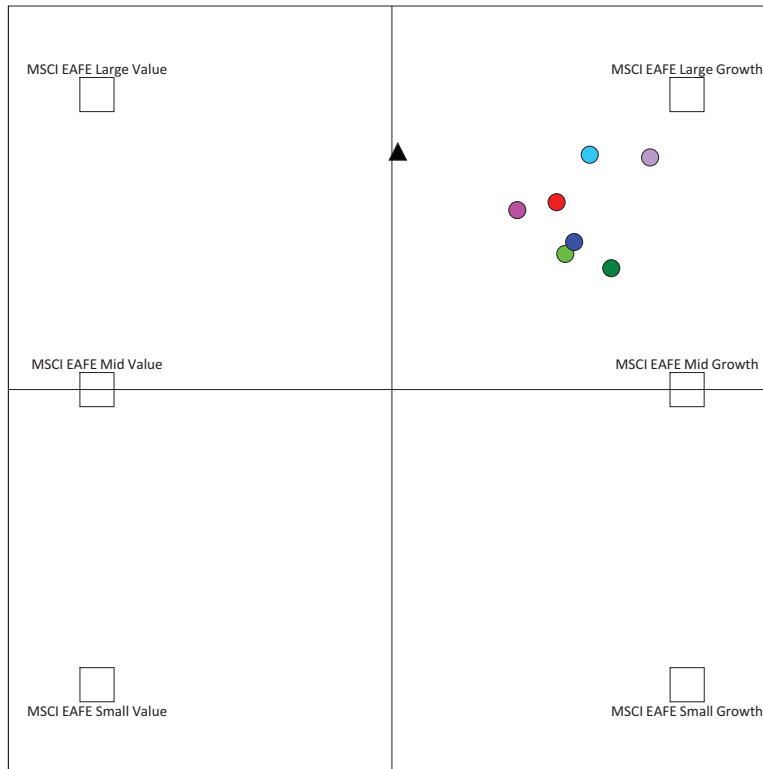 MSCI EAFE Large Value
MSCI EAFE Large Growth
MSCI EAFE Mid Value
MSCI EAFE Mid Growth
MSCI EAFE Small Value
MSCI EAFE Small Growth